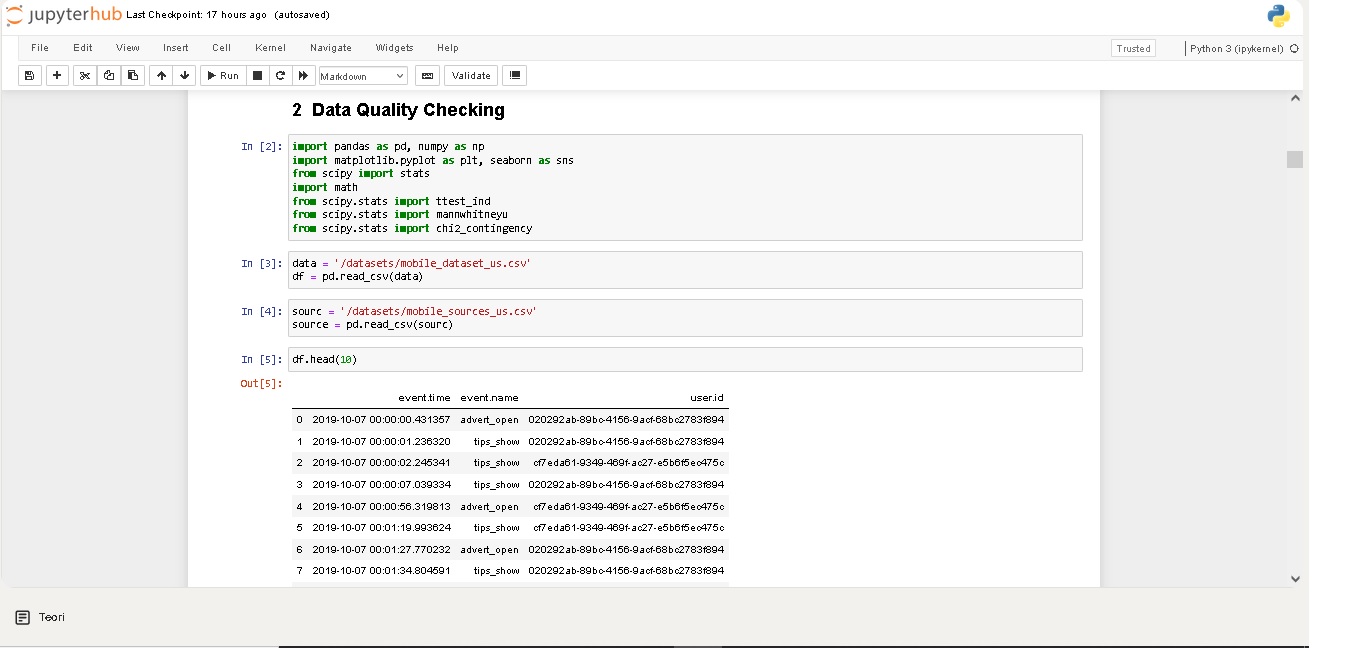 jupyterhub Last Checkpoint: 17 hours ago (autosaved)
File Edit View Insert Cell Kernel Navigate Widgets Help Trusted Python 3 (ipykernel)
Run Markdown Validate
2 Data Quality Checking
In [2]: import pandas as pd, numpy as np
import matplotlib.pyplot as plt, seaborn as sns
from scipy import stats
import math
from scipy.stats import ttest_ind
from scipy.stats import mannwhitneyu
from scipy.stats import chi2_contingency
In [3]: data = '/datasets/mobile_dataset_us.csv'
df = pd.read_csv(data)
In [4]: sourc = '/datasets/mobile_sources_us.csv'
source = pd.read_csv(sourc)
In [5]: df.head(10)
Out[5]:
event.time event.name user.id
0 2019-10-07 00:00:00.431357 advert_open 020292ab-89bc-4156-9acf-68bc2783f894
1 2019-10-07 00:00:01.236320 tips_show 020292ab-89bc-4156-9acf-68bc2783f894
2 2019-10-07 00:00:02.245341 tips_show cf7eda61-9349-469f-ac27-e5b6f5ec475c
3 2019-10-07 00:00:07.039334 tips_show 020292ab-89bc-4156-9acf-68bc2783f894
4 2019-10-07 00:00:56.319813 advert_open cf7eda61-9349-469f-ac27-e5b6f5ec475c
5 2019-10-07 00:01:19.993624 tips_show cf7eda61-9349-469f-ac27-e5b6f5ec475c
6 2019-10-07 00:01:27.770232 advert_open 020292ab-89bc-4156-9acf-68bc2783f894
7 2019-10-07 00:01:34.804591 tips_show 020292ab-89bc-4156-9acf-68bc2783f894
Teori